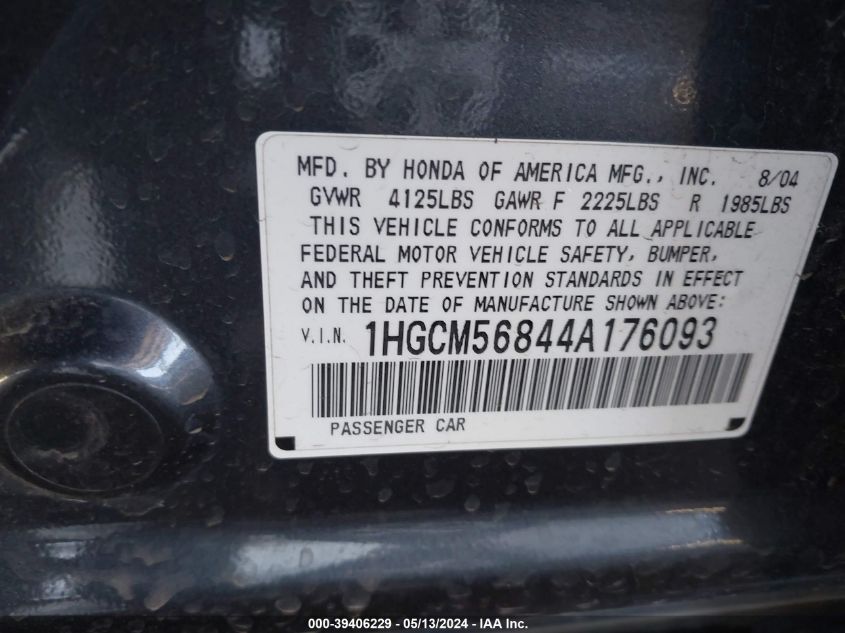 MFD. BY HONDA OF AMERICA MFG., INC. 8/04
GVWR 4125LBS GAWR F 2225LBS R 1985LBS
THIS VEHICLE CONFORMS TO ALL APPLICABLE
FEDERAL MOTOR VEHICLE SAFETY, BUMPER,
AND THEFT PREVENTION STANDARDS IN EFFECT
ON THE DATE OF MANUFACTURE SHOWN ABOVE:
V.I.N. 1HGCM56844A176093
PASSENGER CAR
000-39406229 - 05/13/2024 - IAA Inc.